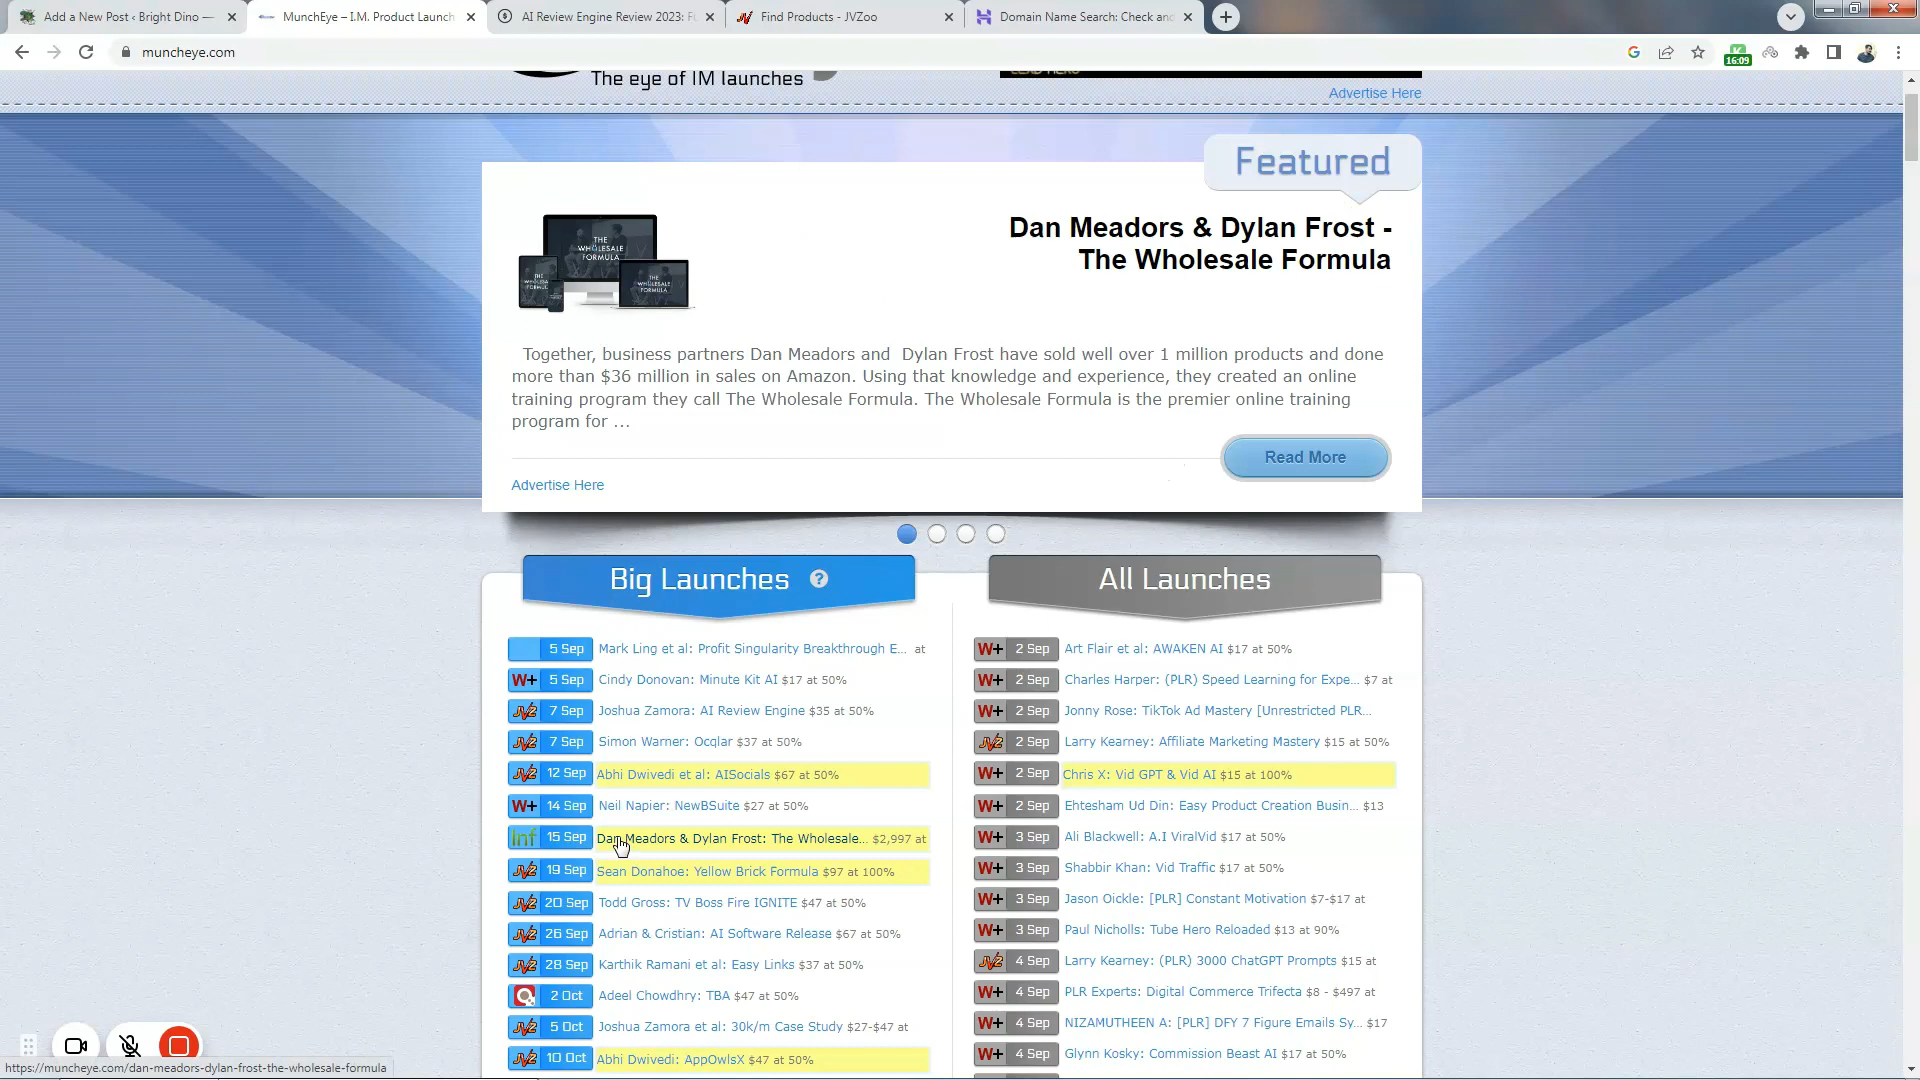 Add a New Post ‹ Bright Dino —
MunchEye – I.M. Product Launch
AI Review Engine Review 2023: F
Find Products - JVZoo
Domain Name Search: Check and
muncheye.com
16:09
The eye of IM launches
Advertise Here
Featured
Dan Meadors & Dylan Frost -
The Wholesale Formula
THE
WHOLESALE
FORMULA
Together, business partners Dan Meadors and Dylan Frost have sold well over 1 million products and done
more than $36 million in sales on Amazon. Using that knowledge and experience, they created an online
training program they call The Wholesale Formula. The Wholesale Formula is the premier online training
program for ...
Read More
Advertise Here
Big Launches ?
5 Sep Mark Ling et al: Profit Singularity Breakthrough E... at
W+ 5 Sep Cindy Donovan: Minute Kit AI $17 at 50%
JVZ 7 Sep Joshua Zamora: AI Review Engine $35 at 50%
JVZ 7 Sep Simon Warner: Ocqlar $37 at 50%
JVZ 12 Sep Abhi Dwivedi et al: AISocials $67 at 50%
W+ 14 Sep Neil Napier: NewBSuite $27 at 50%
Inf 15 Sep Dan Meadors & Dylan Frost: The Wholesale... $2,997 at
JVZ 19 Sep Sean Donahoe: Yellow Brick Formula $97 at 100%
JVZ 20 Sep Todd Gross: TV Boss Fire IGNITE $47 at 50%
JVZ 26 Sep Adrian & Cristian: AI Software Release $67 at 50%
JVZ 28 Sep Karthik Ramani et al: Easy Links $37 at 50%
2 Oct Adeel Chowdhry: TBA $47 at 50%
JVZ 5 Oct Joshua Zamora et al: 30k/m Case Study $27-$47 at
JVZ 10 Oct Abhi Dwivedi: AppOwlsX $47 at 50%
All Launches
W+ 2 Sep Art Flair et al: AWAKEN AI $17 at 50%
W+ 2 Sep Charles Harper: (PLR) Speed Learning for Expe... $7 at
W+ 2 Sep Jonny Rose: TikTok Ad Mastery [Unrestricted PLR...
JVZ 2 Sep Larry Kearney: Affiliate Marketing Mastery $15 at 50%
W+ 2 Sep Chris X: Vid GPT & Vid AI $15 at 100%
W+ 2 Sep Ehtesham Ud Din: Easy Product Creation Busin... $13
W+ 3 Sep Ali Blackwell: A.I ViralVid $17 at 50%
W+ 3 Sep Shabbir Khan: Vid Traffic $17 at 50%
W+ 3 Sep Jason Oickle: [PLR] Constant Motivation $7-$17 at
W+ 3 Sep Paul Nicholls: Tube Hero Reloaded $13 at 90%
JVZ 4 Sep Larry Kearney: (PLR) 3000 ChatGPT Prompts $15 at
W+ 4 Sep PLR Experts: Digital Commerce Trifecta $8 - $497 at
W+ 4 Sep NIZAMUTHEEN A: [PLR] DFY 7 Figure Emails Sy... $17
W+ 4 Sep Glynn Kosky: Commission Beast AI $17 at 50%
https://muncheye.com/dan-meadors-dylan-frost-the-wholesale-formula